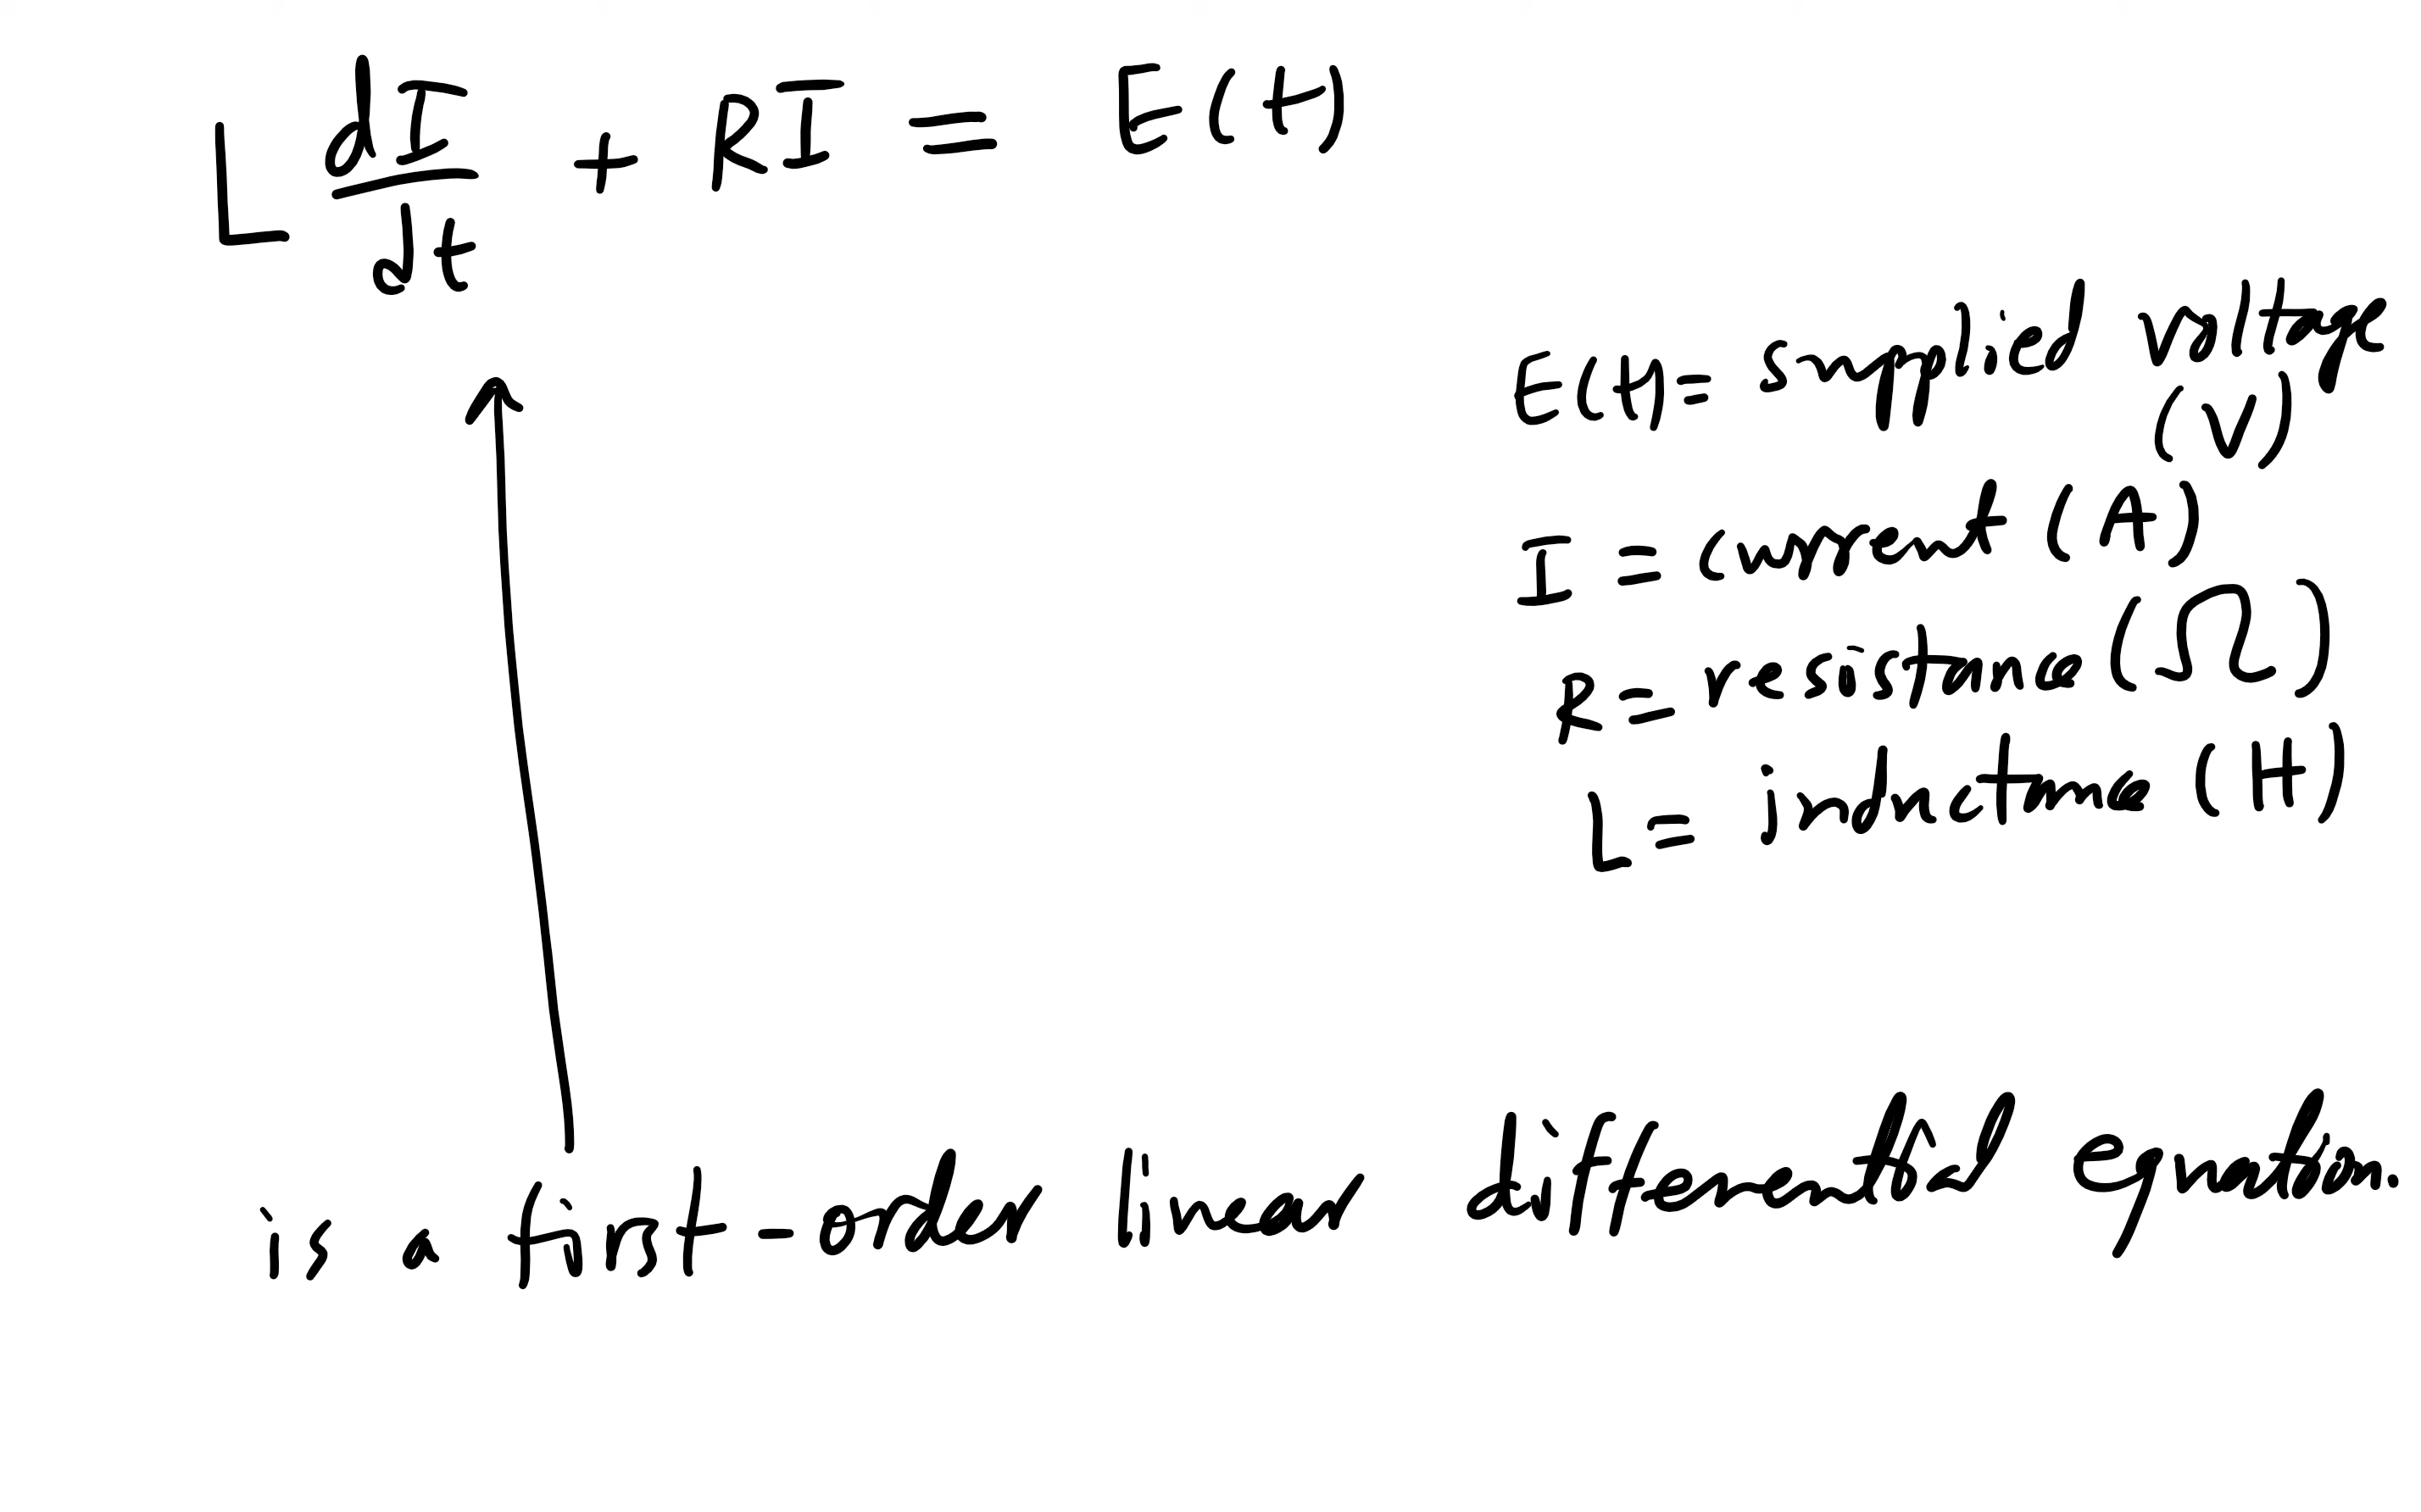 L dI/dt + RI = E(t)
E(t) = supplied voltage
(V)
I = current (A)
R = resistance (Ω)
L = inductance (H)
is a first-order linear differential equation.